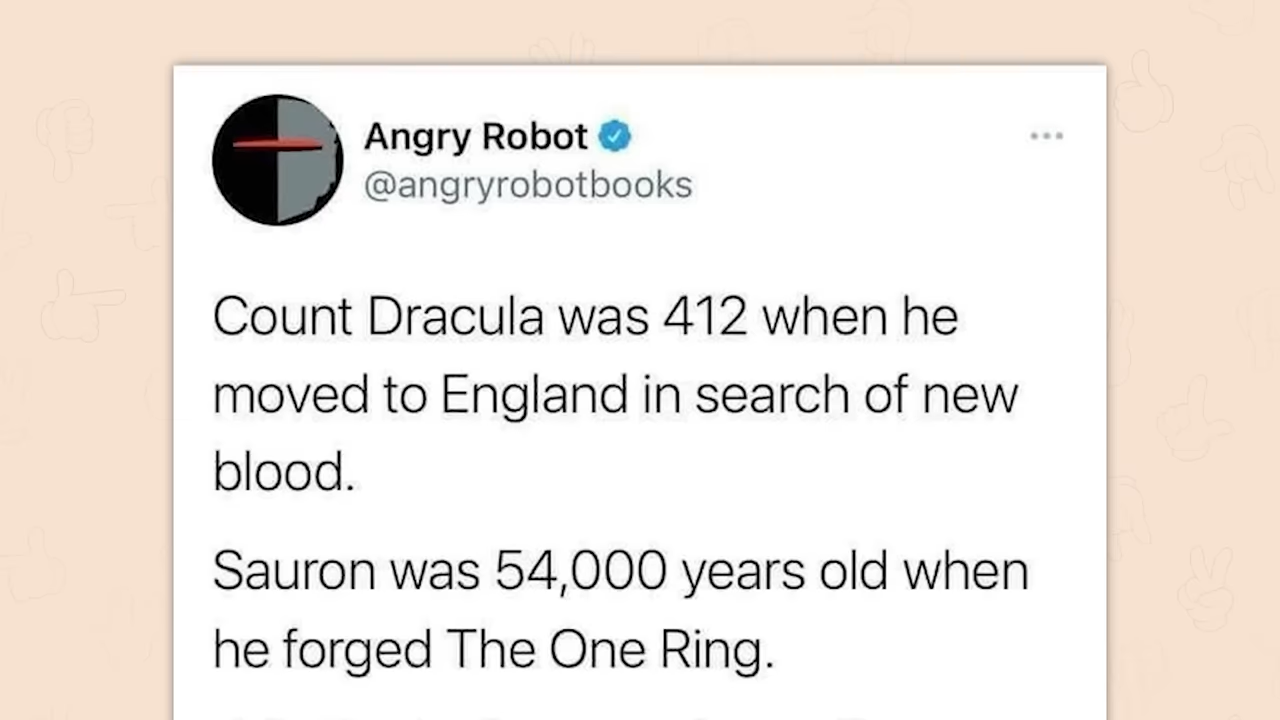 Angry Robot
@angryrobotbooks
Count Dracula was 412 when he
moved to England in search of new
blood.
Sauron was 54,000 years old when
he forged The One Ring.